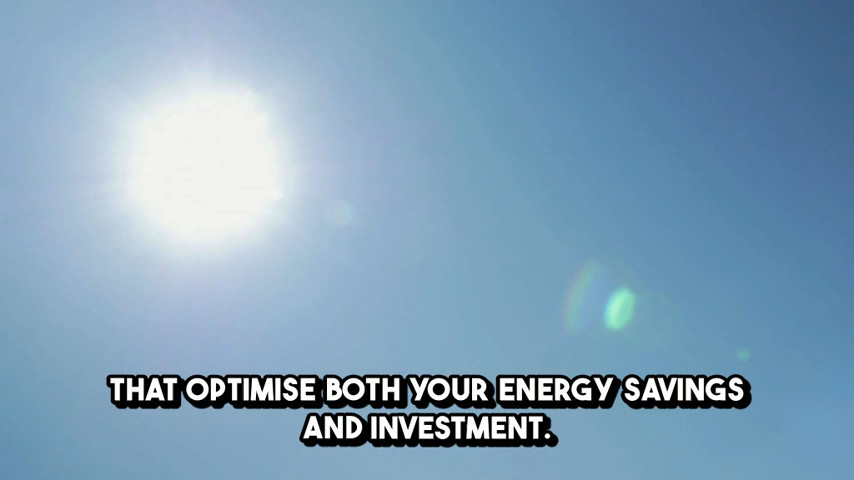 THAT OPTIMISE BOTH YOUR ENERGY SAVINGS
AND INVESTMENT.